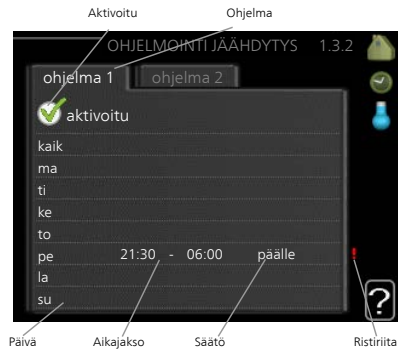 Aktivoitu Ohjelma
OHJELMOINTI JÄÄHDYTYS 1.3.2
ohjelma 1 ohjelma 2
aktivoitu
kaik
ma
ti
ke
to
pe 21:30 - 06:00 päälle !
la
su
?
Päivä Aikajakso Säätö Ristiriita